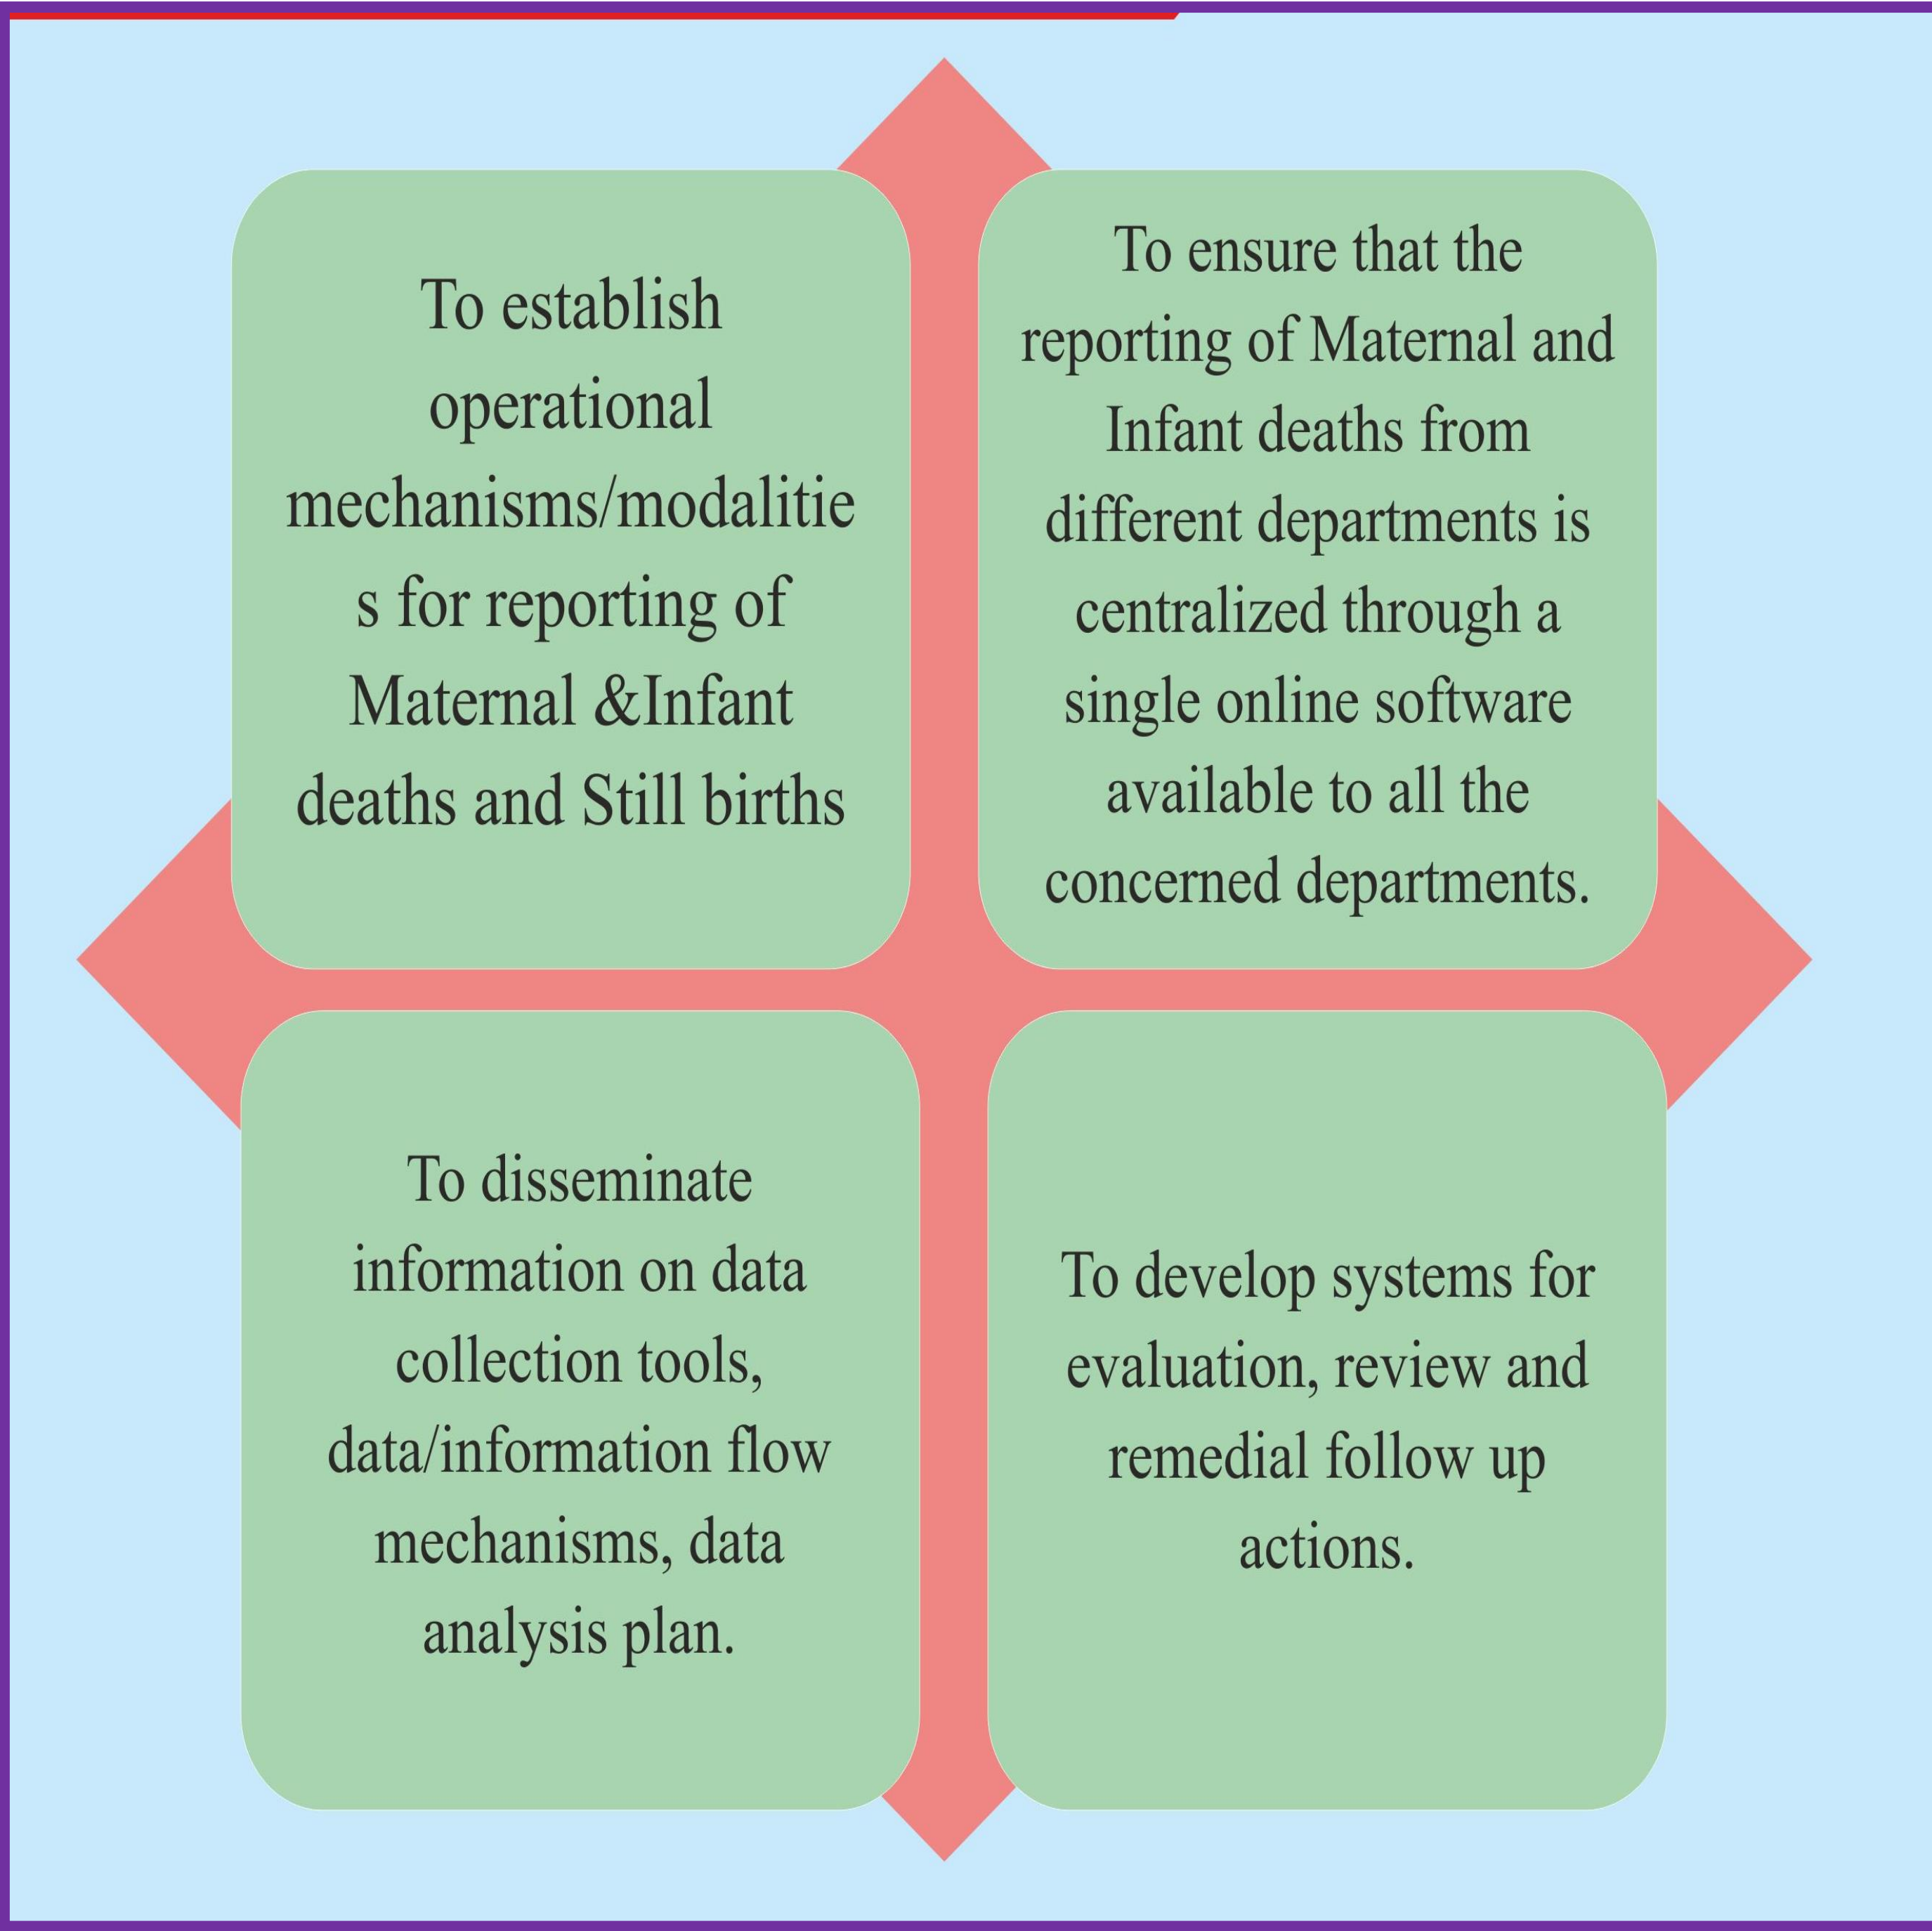 To establish
operational
mechanisms/modalitie
s for reporting of
Maternal &Infant
deaths and Still births
To ensure that the
reporting of Maternal and
Infant deaths from
different departments is
centralized through a
single online software
available to all the
concerned departments.
To disseminate
information on data
collection tools,
data/information flow
mechanisms, data
analysis plan.
To develop systems for
evaluation, review and
remedial follow up
actions.